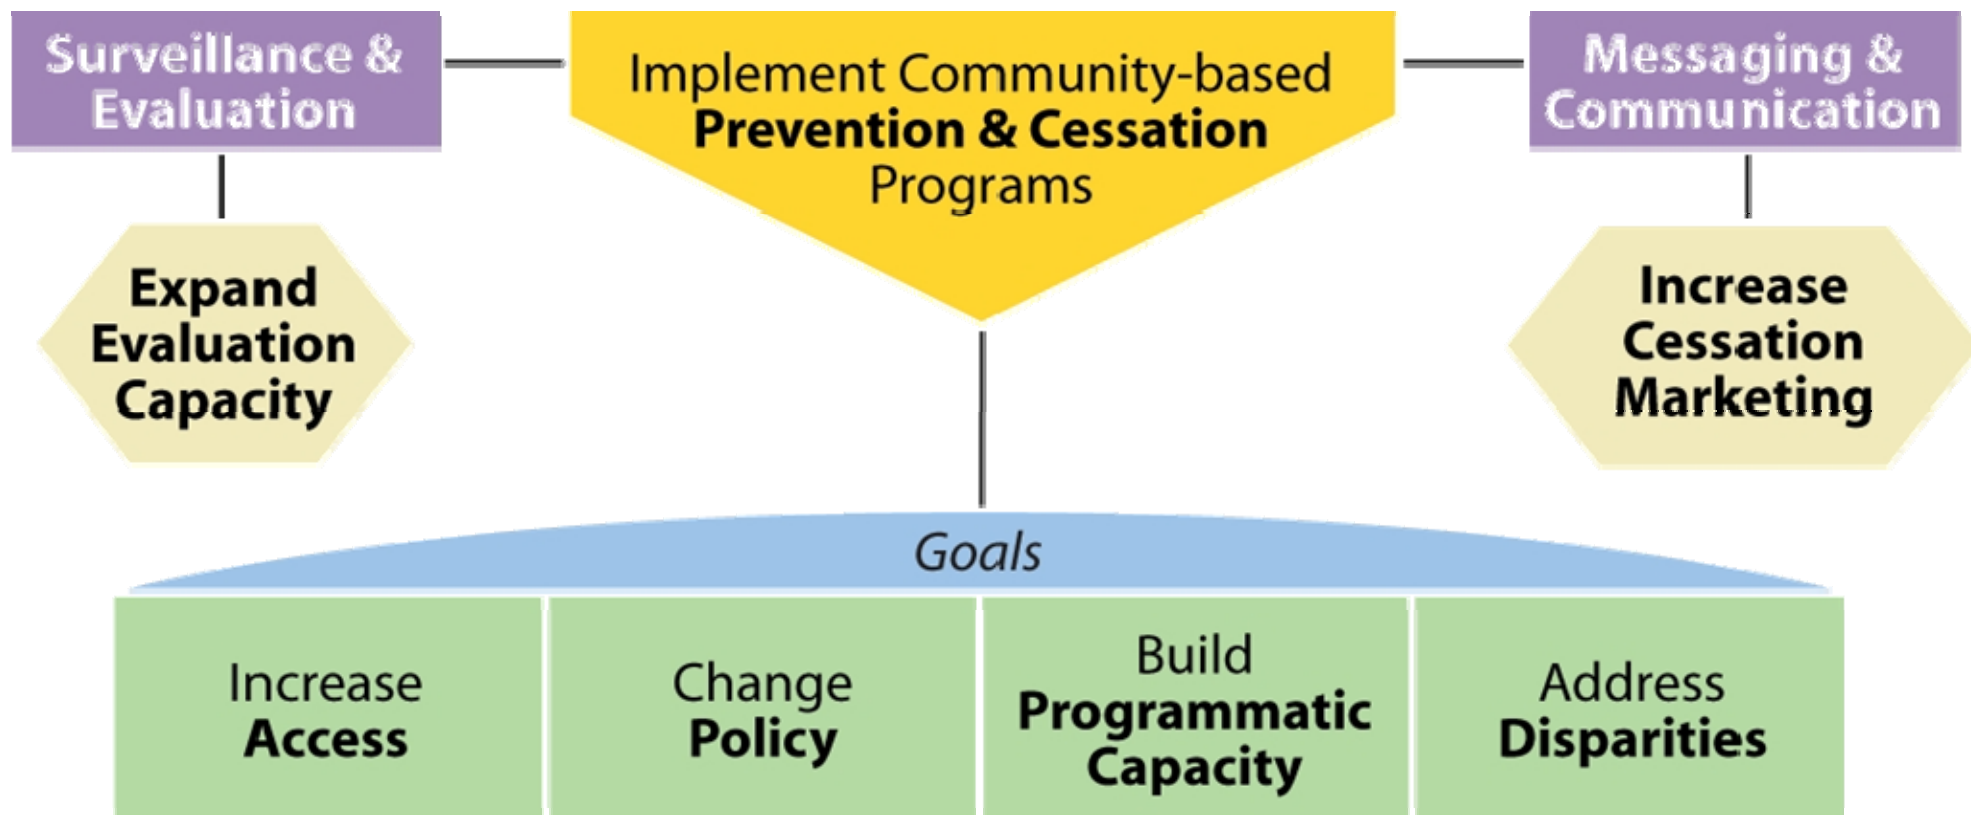 Surveillance &
Evaluation
Implement Community-based
Prevention & Cessation
Programs
Messaging &
Communication
Expand
Evaluation
Capacity
Increase
Cessation
Marketing
Goals
Increase
Access
Change
Policy
Build
Programmatic
Capacity
Address
Disparities